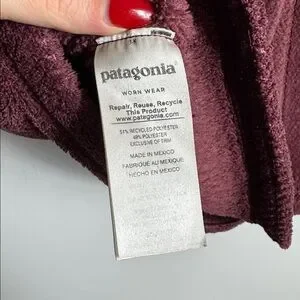 patagonia®
WORN WEAR
Repair, Reuse, Recycle
This Product
www.patagonia.com
51% RECYCLED POLYESTER
49% POLYESTER
EXCLUSIVE OF TRIM
MADE IN MEXICO
FABRIQUÉ AU MEXIQUE
HECHO EN MEXICO